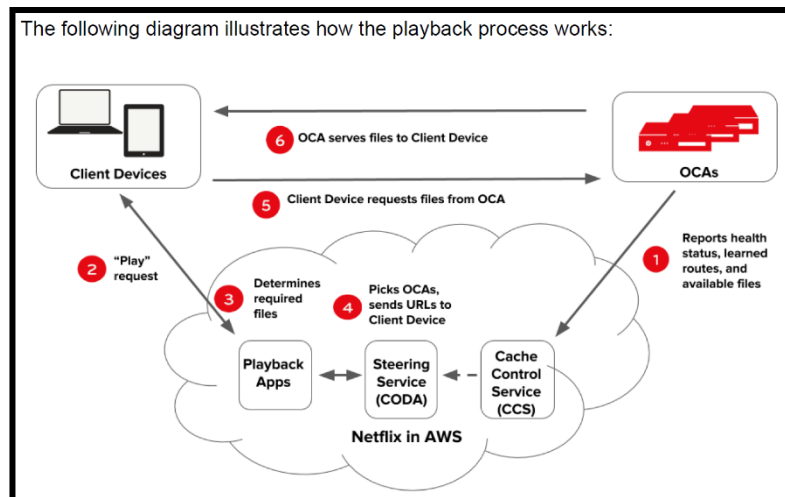 The following diagram illustrates how the playback process works:
6 OCA serves files to Client Device
Client Devices
OCAs
5 Client Device requests files from OCA
1 Reports health
status, learned
routes, and
available files
2 “Play”
request
3 Determines
required
files
4 Picks OCAs,
sends URLs to
Client Device
Playback
Apps
Steering
Service
(CODA)
Cache
Control
Service
(CCS)
Netflix in AWS